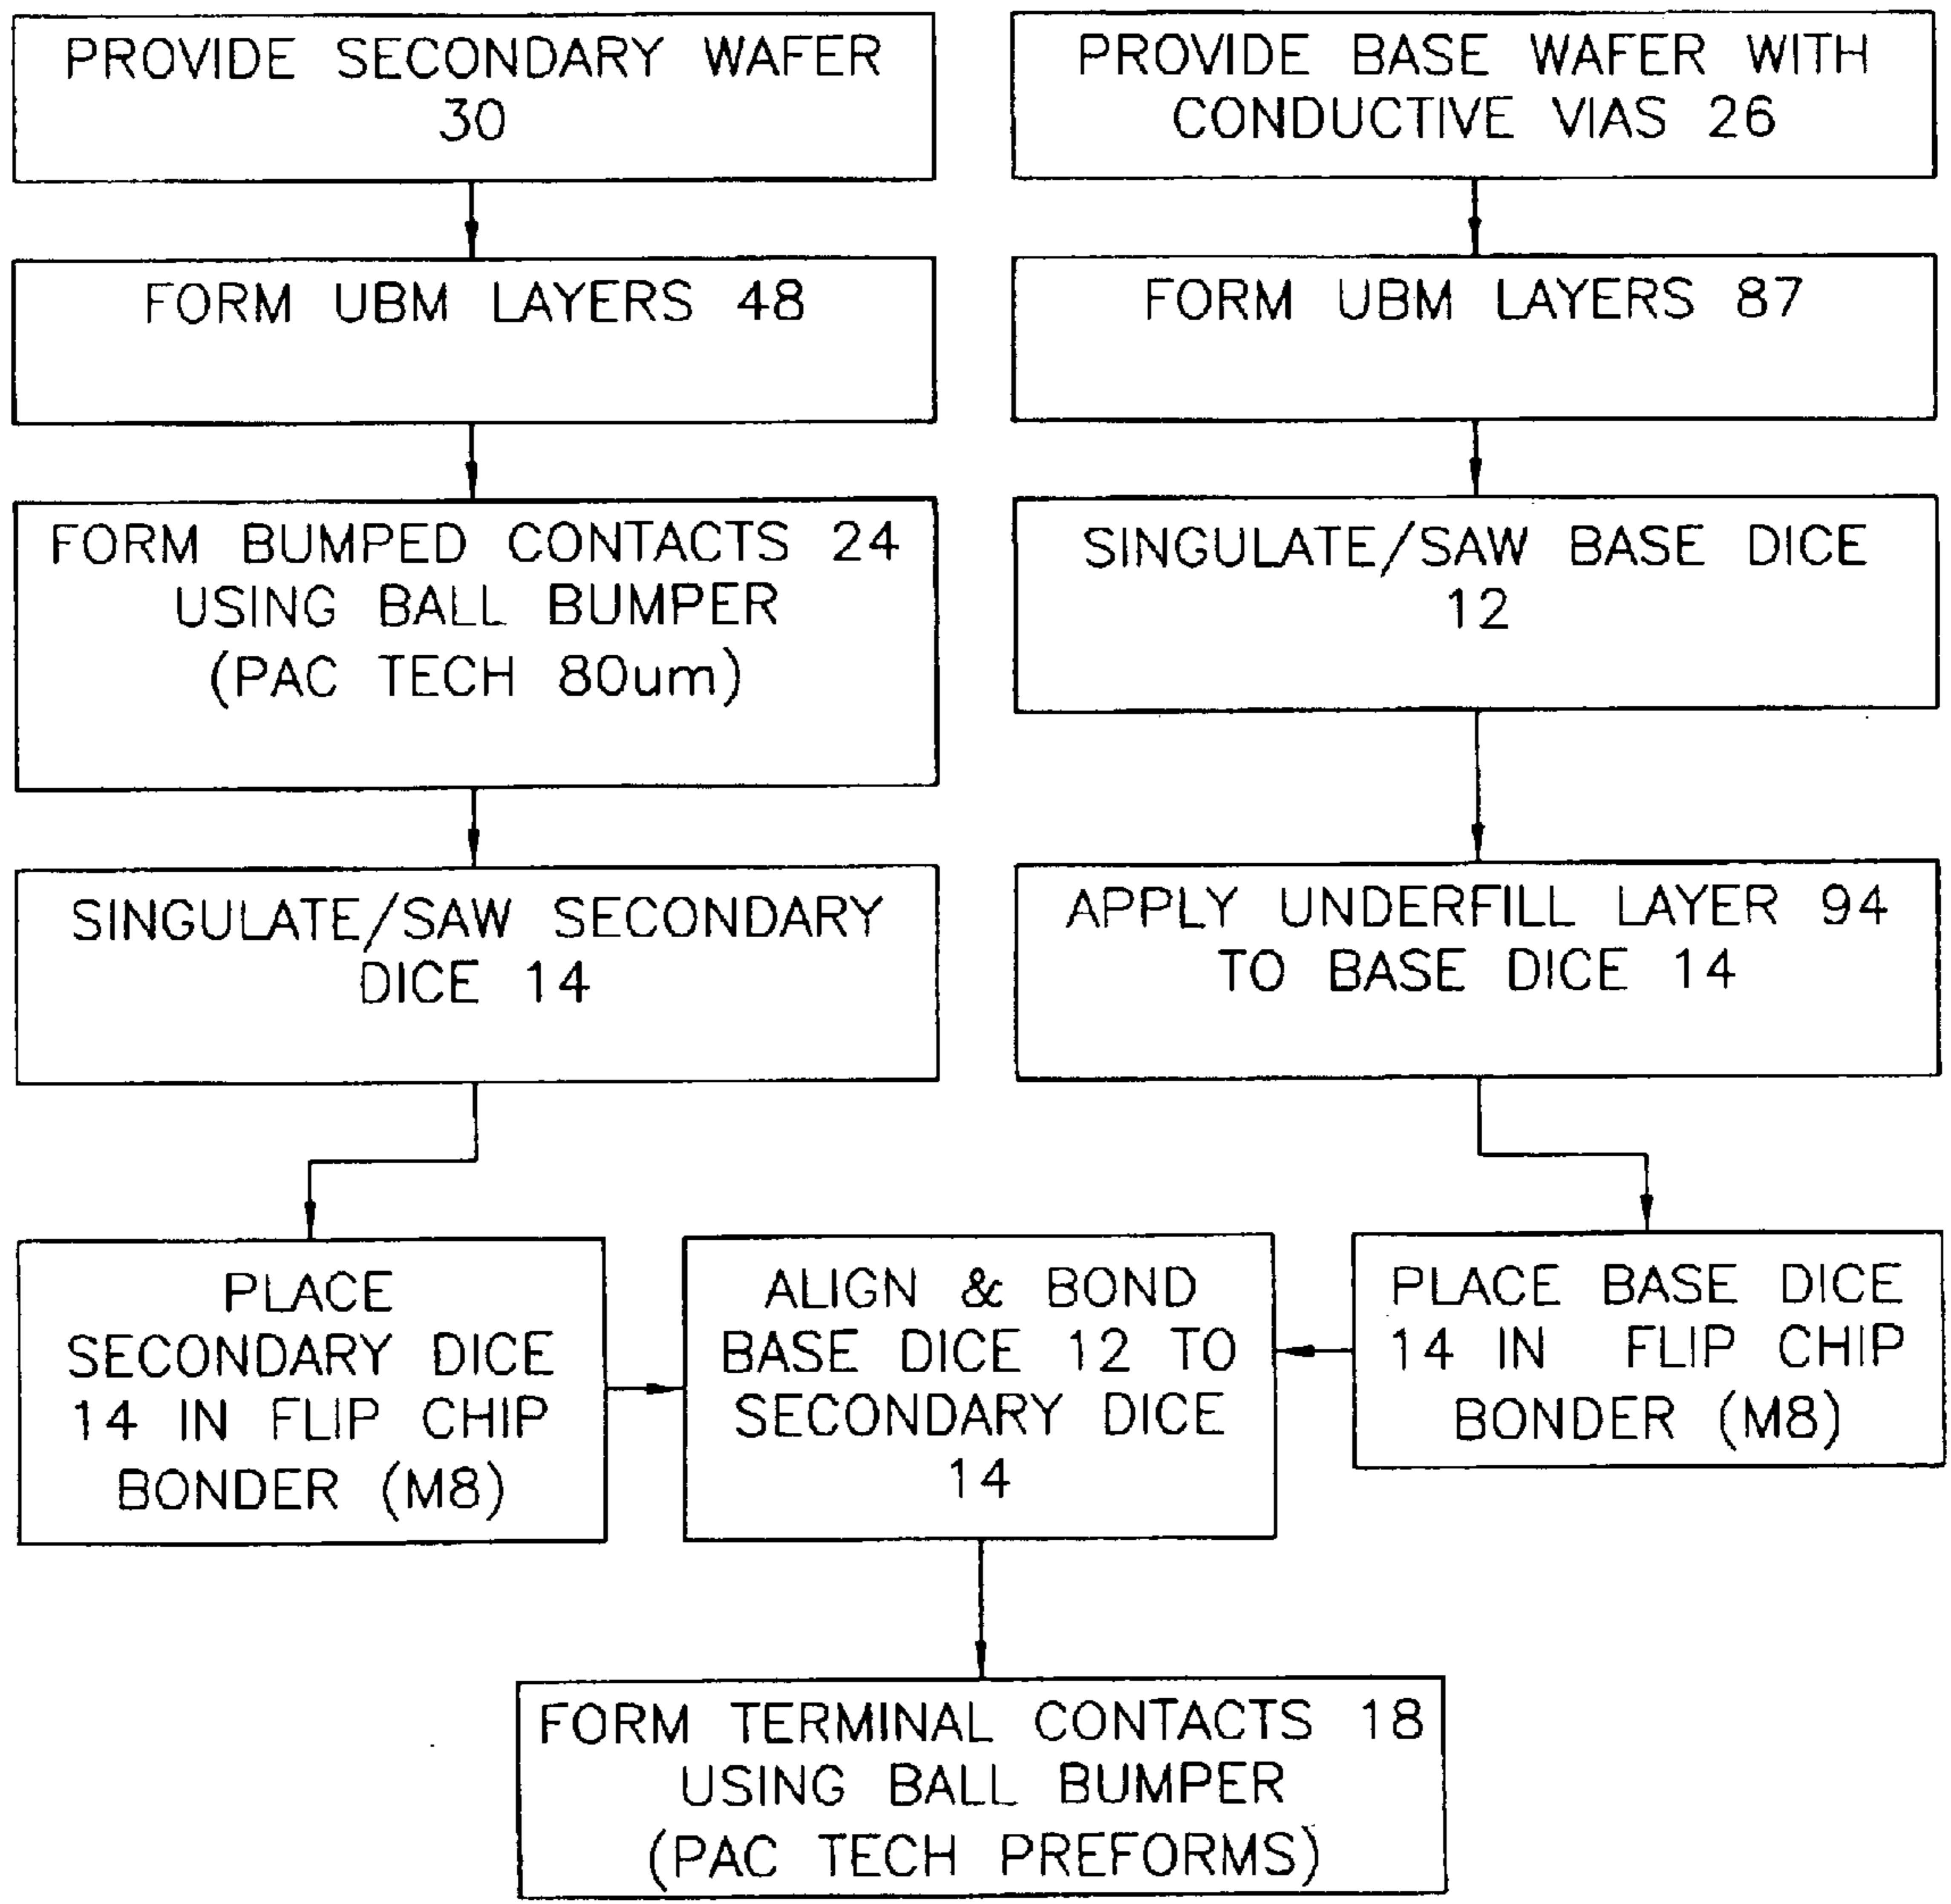 PROVIDE SECONDARY WAFER
30
PROVIDE BASE WAFER WITH
CONDUCTIVE VIAS 26
FORM UBM LAYERS 48
FORM UBM LAYERS 87
FORM BUMPED CONTACTS 24
USING BALL BUMPER
(PAC TECH 80um)
SINGULATE/SAW BASE DICE
12
SINGULATE/SAW SECONDARY
DICE 14
APPLY UNDERFILL LAYER 94
TO BASE DICE 14
PLACE
SECONDARY DICE
14 IN FLIP CHIP
BONDER (M8)
ALIGN & BOND
BASE DICE 12 TO
SECONDARY DICE
14
PLACE BASE DICE
14 IN FLIP CHIP
BONDER (M8)
FORM TERMINAL CONTACTS 18
USING BALL BUMPER
(PAC TECH PREFORMS)